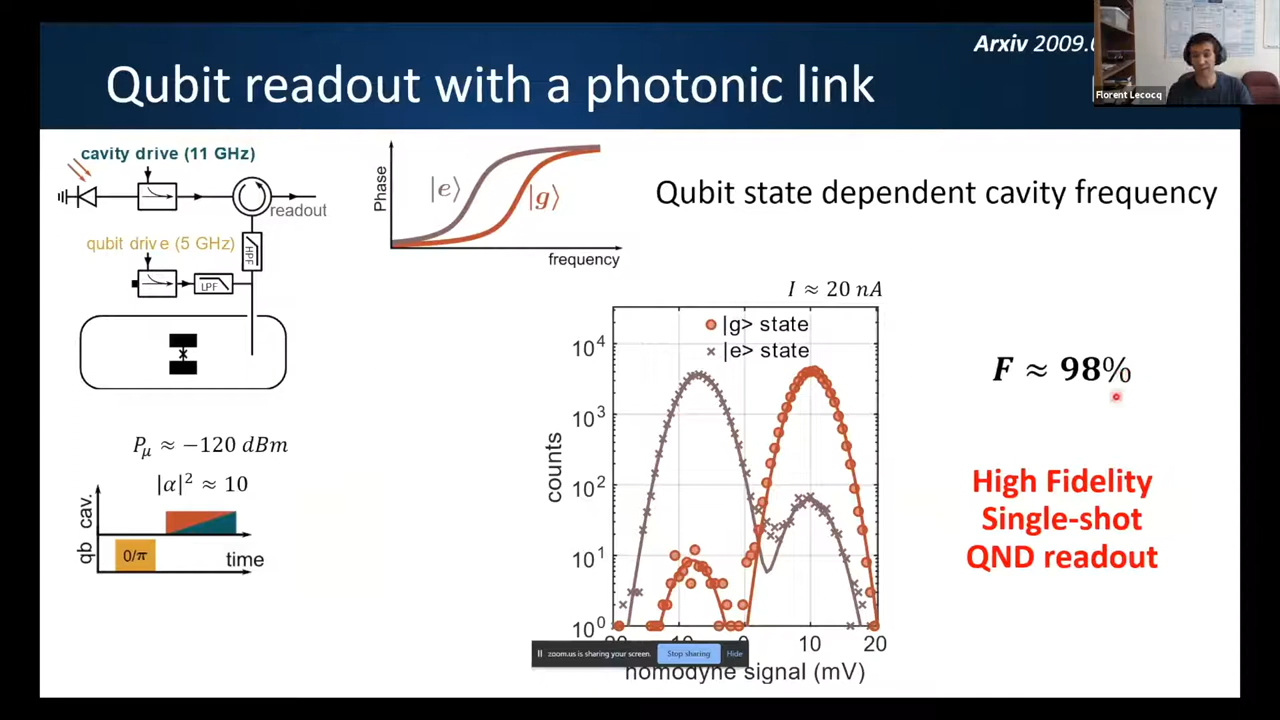 Arxiv 2009.
Qubit readout with a photonic link
Florent Lecocq
cavity drive (11 GHz)
readout
qubit drive (5 GHz)
HPF
LPF
Phase
|e⟩
|g⟩
frequency
Qubit state dependent cavity frequency
I ≈ 20 nA
|g> state
|e> state
10⁴
10³
10²
10¹
10⁰
counts
10 20
homodyne signal (mV)
F ≈ 98%
High Fidelity
Single-shot
QND readout
Pμ ≈ −120 dBm
|α|² ≈ 10
cav.
qb
0/π
time
zoom.us is sharing your screen.
Stop sharing
Hide